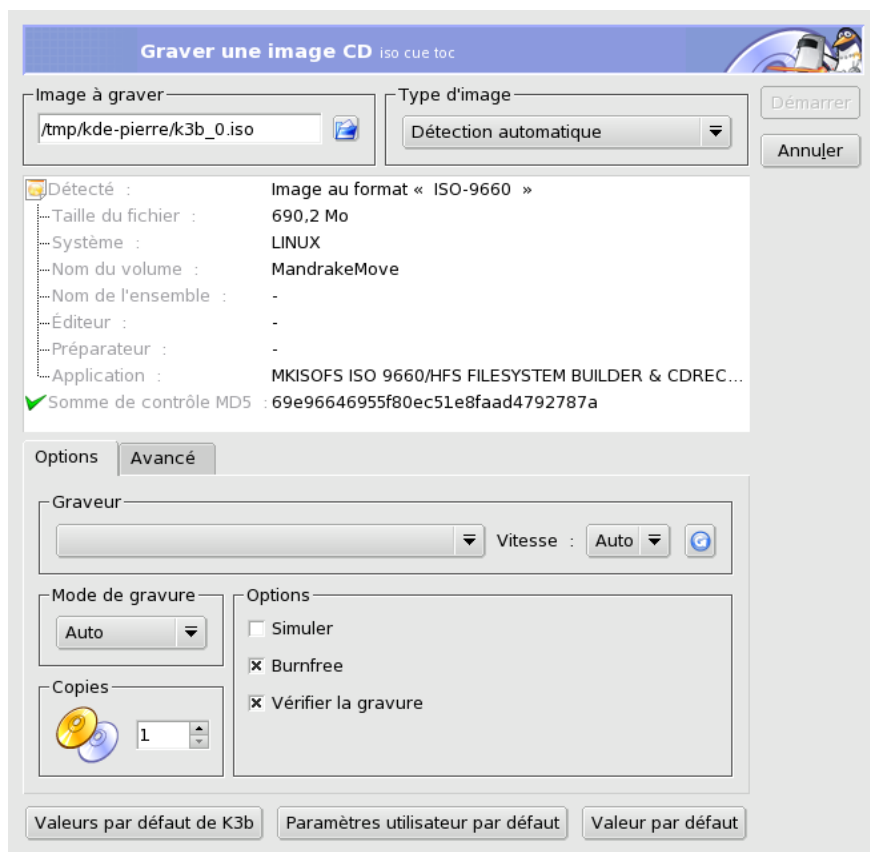 Graver une image CD iso cue toc
Image à graver
Type d'image
Démarrer
/tmp/kde-pierre/k3b_0.iso
Détection automatique
Annuler
Détecté : Image au format « ISO-9660 »
Taille du fichier : 690,2 Mo
Système : LINUX
Nom du volume : MandrakeMove
Nom de l'ensemble : -
Éditeur : -
Préparateur : -
Application : MKISOFS ISO 9660/HFS FILESYSTEM BUILDER & CDREC...
Somme de contrôle MD5 : 69e96646955f80ec51e8faad4792787a
Options Avancé
Graveur
Vitesse : Auto
Mode de gravure
Auto
Options
Simuler
Burnfree
Vérifier la gravure
Copies
1
Valeurs par défaut de K3b Paramètres utilisateur par défaut Valeur par défaut